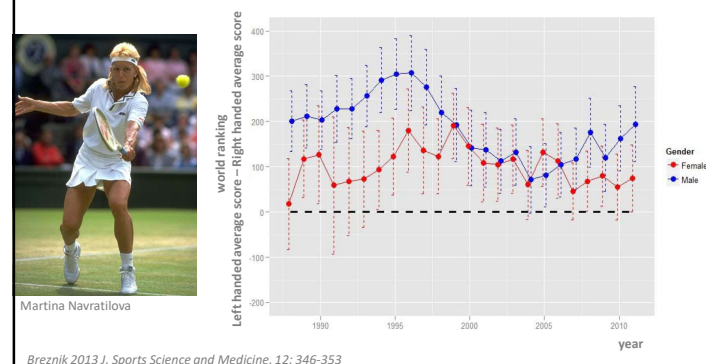 Martina Navratilova
world ranking
Left handed average score – Right handed average score
400
300
200
100
0
-100
-200
1990
1995
2000
2005
2010
year
Gender
Female
Male
Breznik 2013 J. Sports Science and Medicine, 12: 346-353